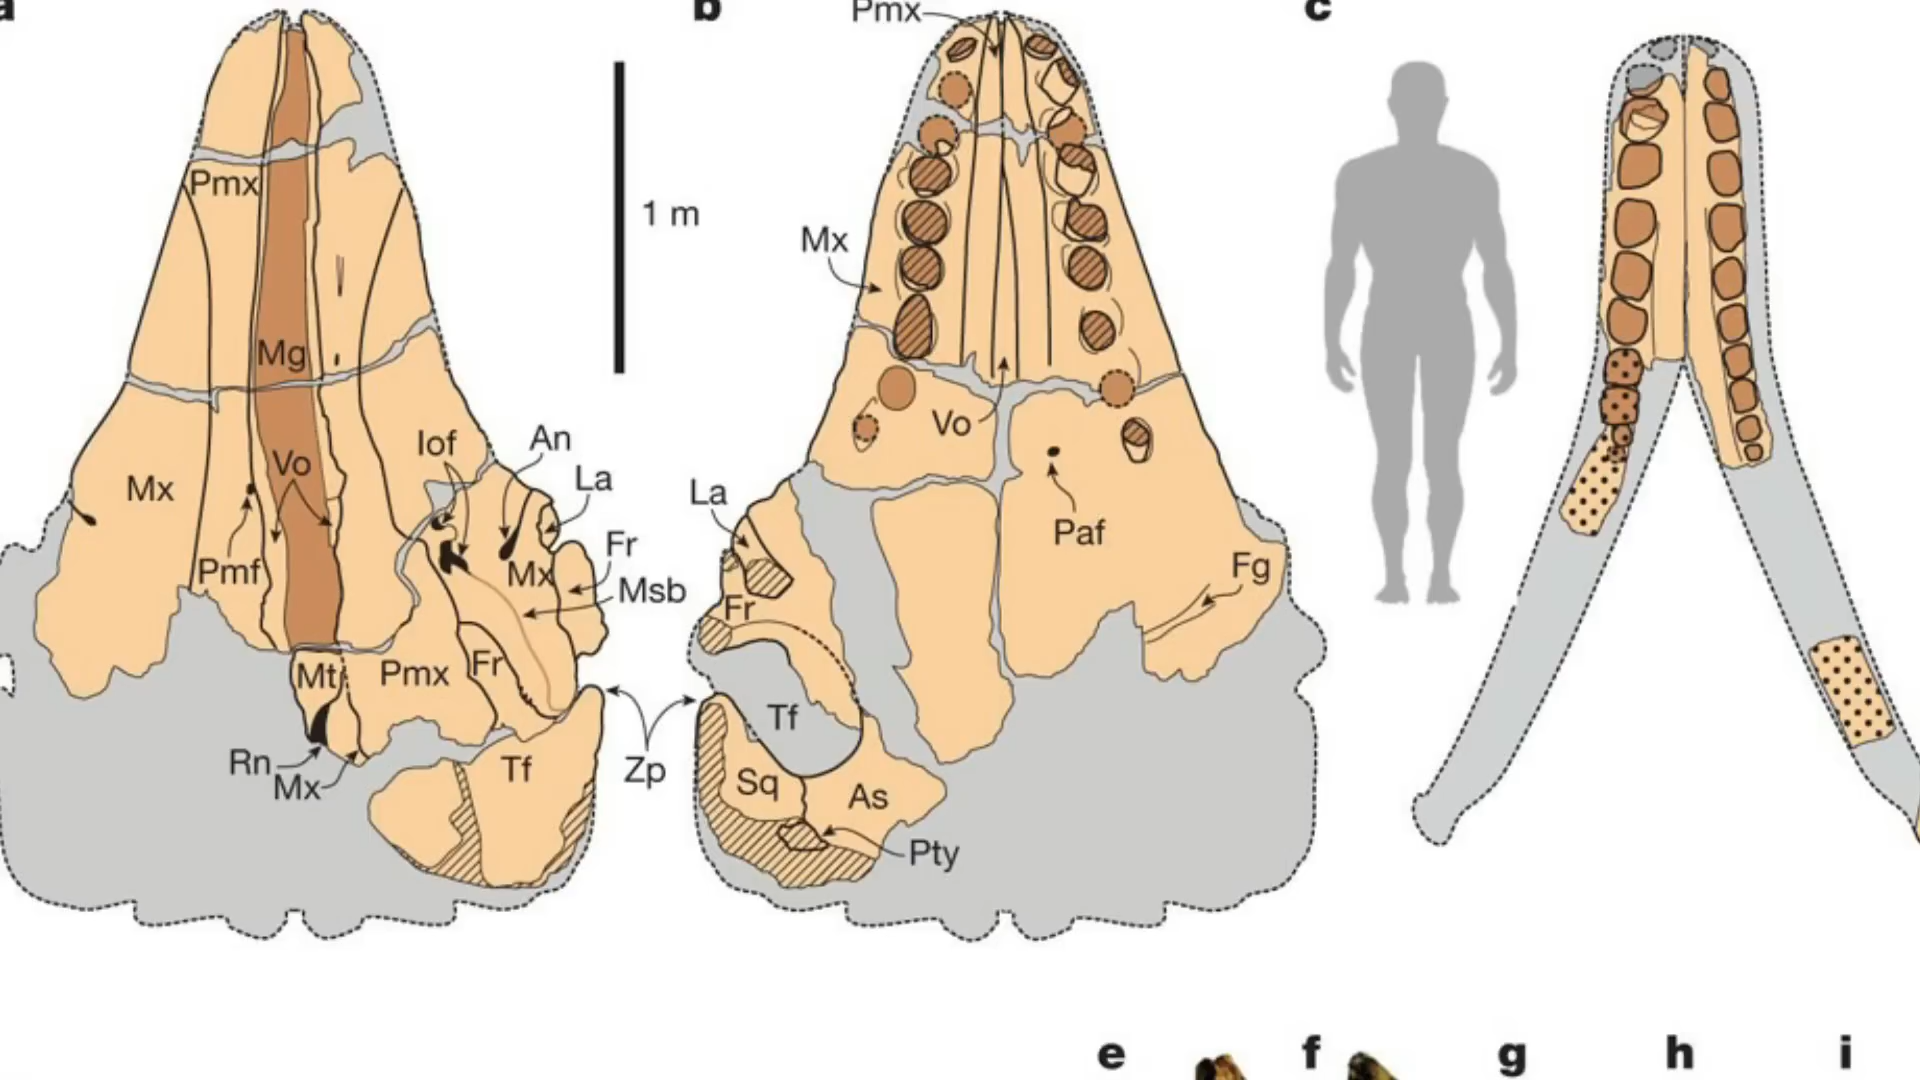 a
b
Pmx
c
Pmx
1 m
Mx
Mg
Vo
Iof
An
La
La
Mx
Vo
Paf
Fr
Fg
Pmf
Mx
Msb
Fr
Mt
Pmx
Fr
Tf
Rn
Mx
Tf
Zp
Sq
As
Pty
e
f
g
h
i